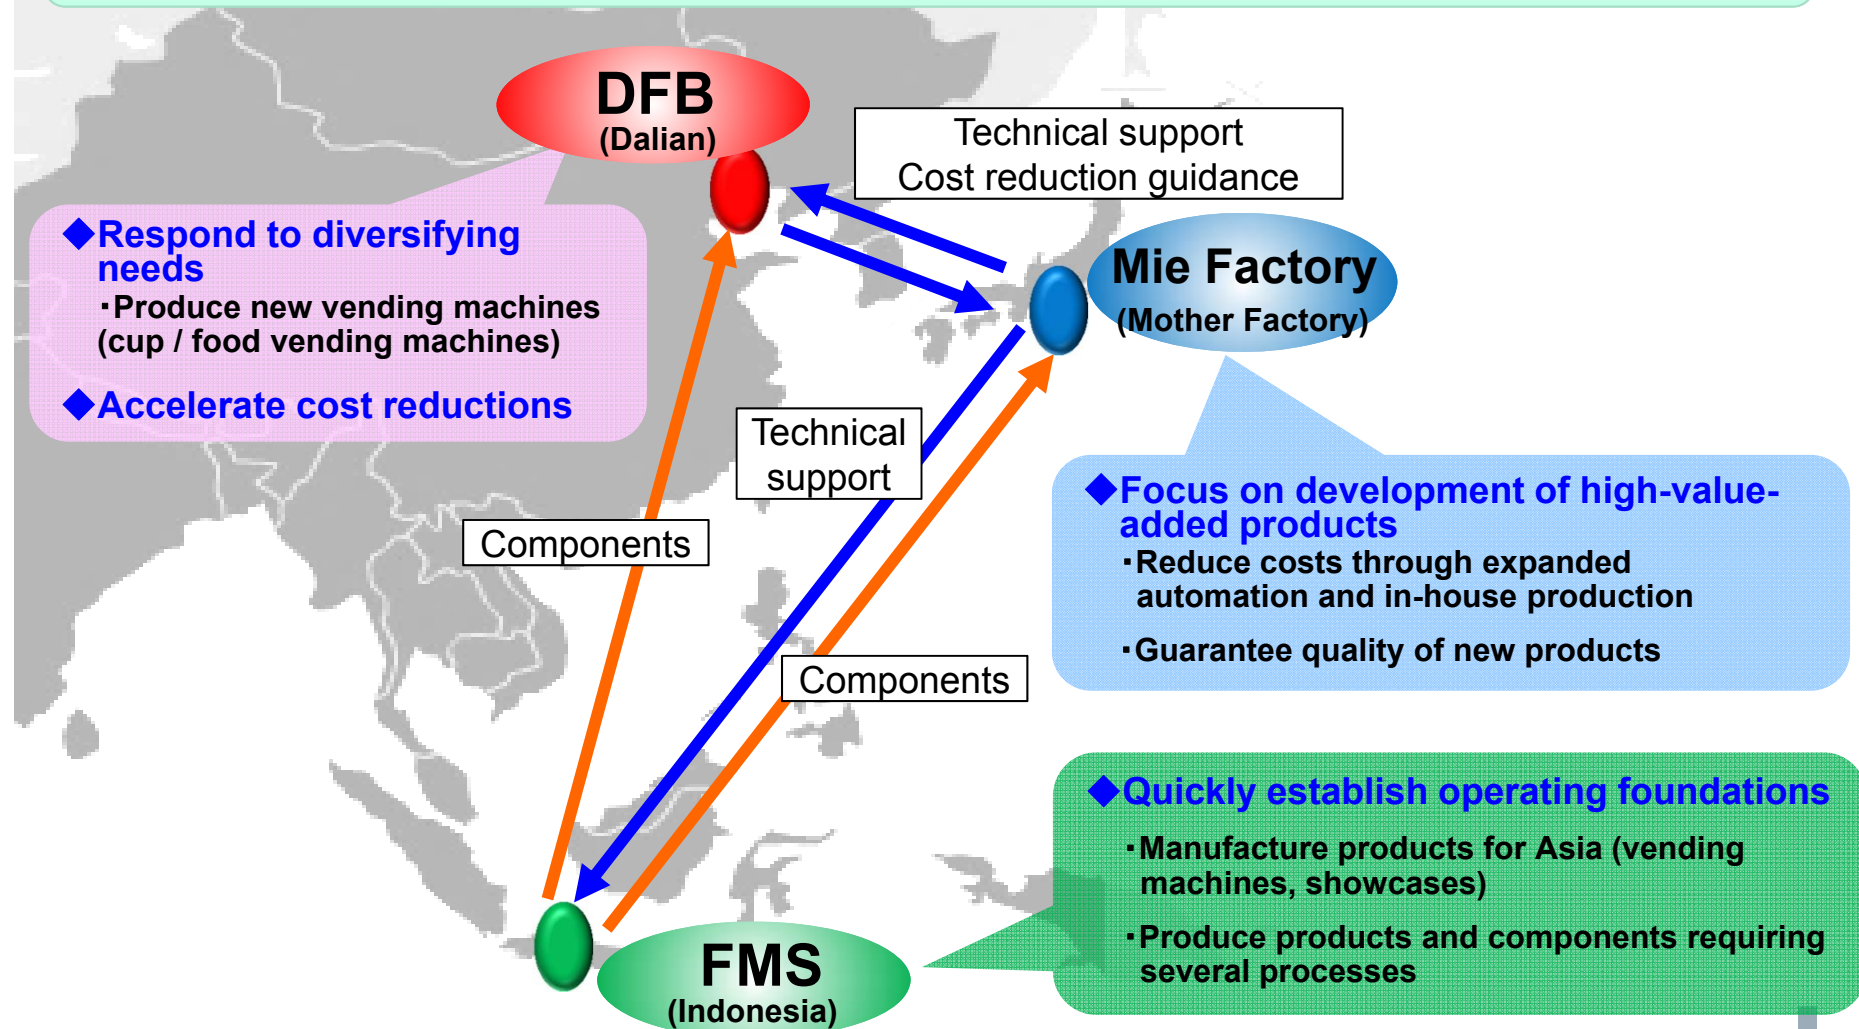 DFB
(Dalian)
Technical support
Cost reduction guidance
◆Respond to diversifying
needs
・Produce new vending machines
(cup / food vending machines)
◆Accelerate cost reductions
Mie Factory
(Mother Factory)
Technical
support
Components
◆Focus on development of high-value-
added products
・Reduce costs through expanded
automation and in-house production
・Guarantee quality of new products
Components
◆Quickly establish operating foundations
・Manufacture products for Asia (vending
machines, showcases)
・Produce products and components requiring
several processes
FMS
(Indonesia)